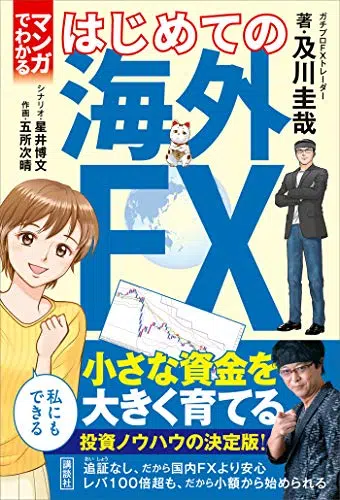 マンガでわかる
はじめての
海外
FX
ガチプロFXトレーダー
著・及川圭哉
シナリオ・星井博文
作画・五所次晴
私にも
できる
小さな資金を
大きく育てる
投資ノウハウの決定版!
講談社
おいしょう
追証なし、だから国内FXより安心
レバ100倍超も、だから小額から始められる